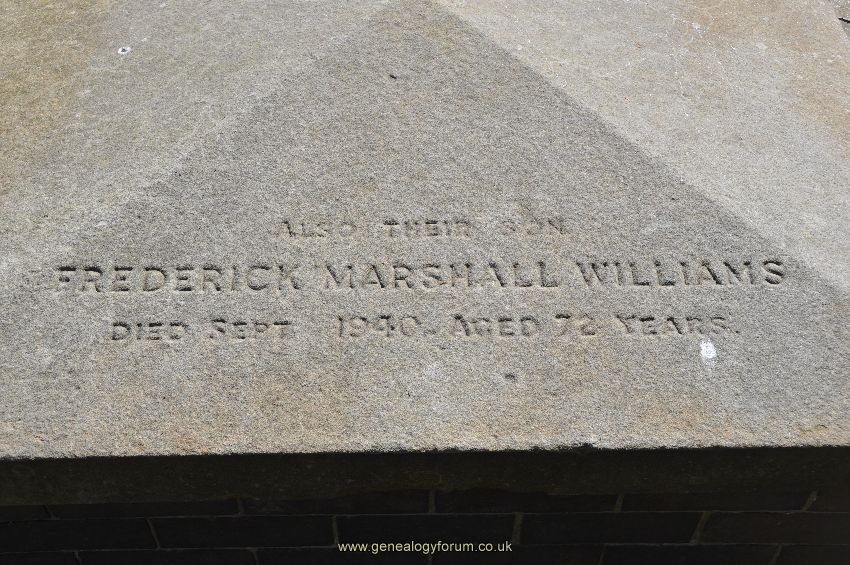 ALSO THEIR SON
FREDERICK MARSHALL WILLIAMS
DIED SEPT 1940. AGED 72 YEARS.
www.genealogyforum.co.uk